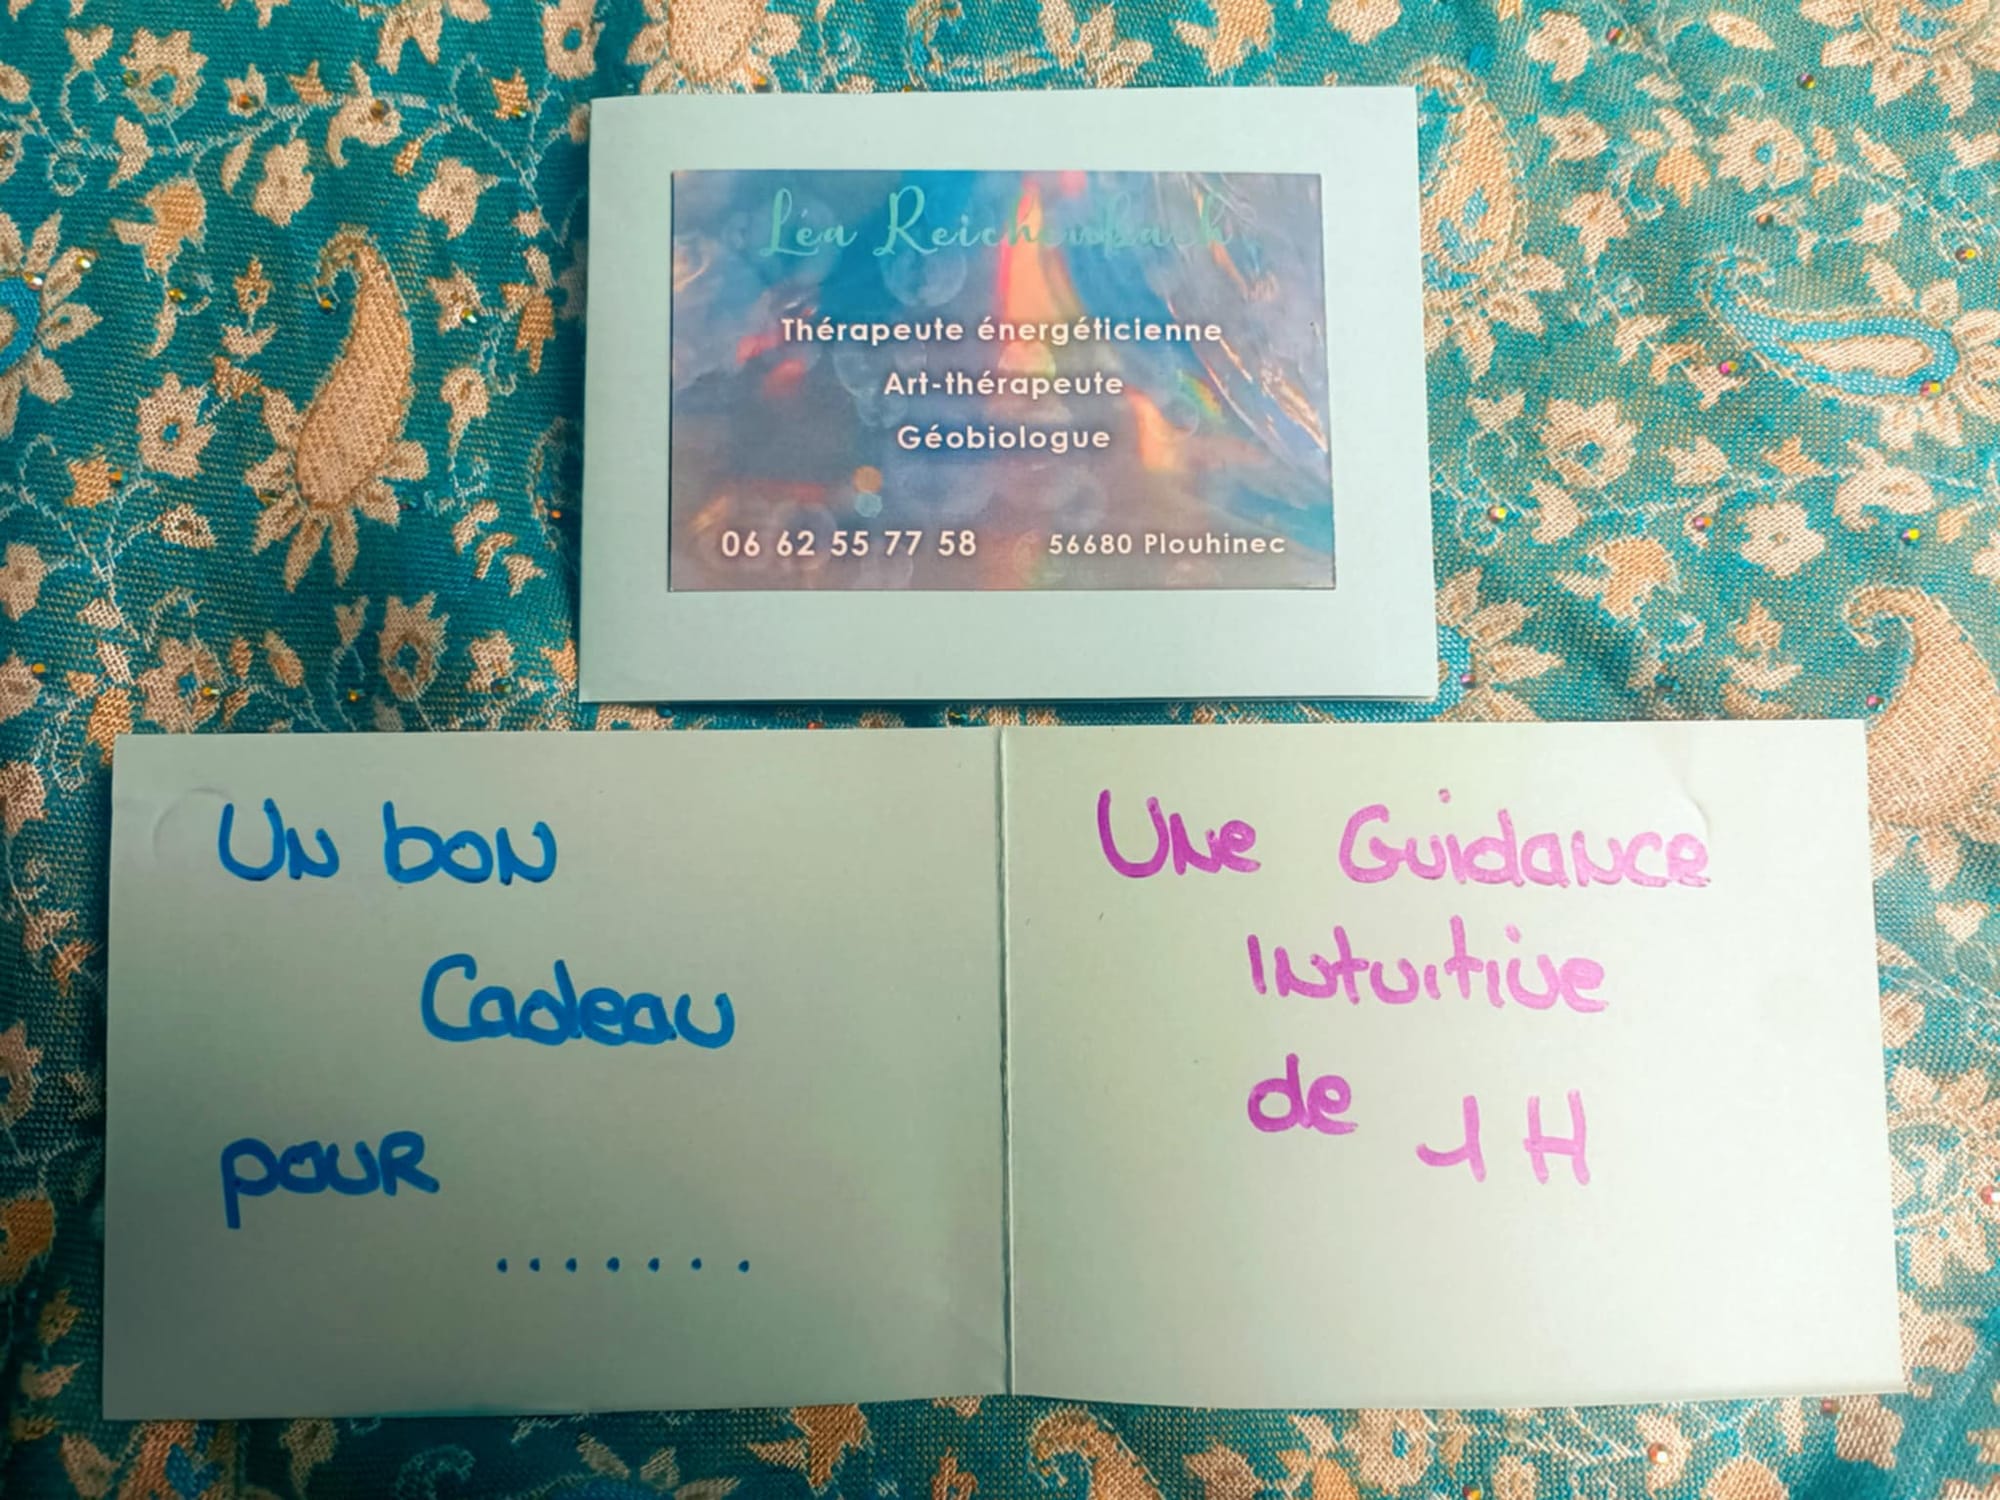 Léa Reichenbach
Thérapeute énergéticienne
Art-thérapeute
Géobiologue
06 62 55 77 58 56680 Plouhinec
Un bon
Cadeau
pour
.......
Une Guidance
Intuitive
de 1H